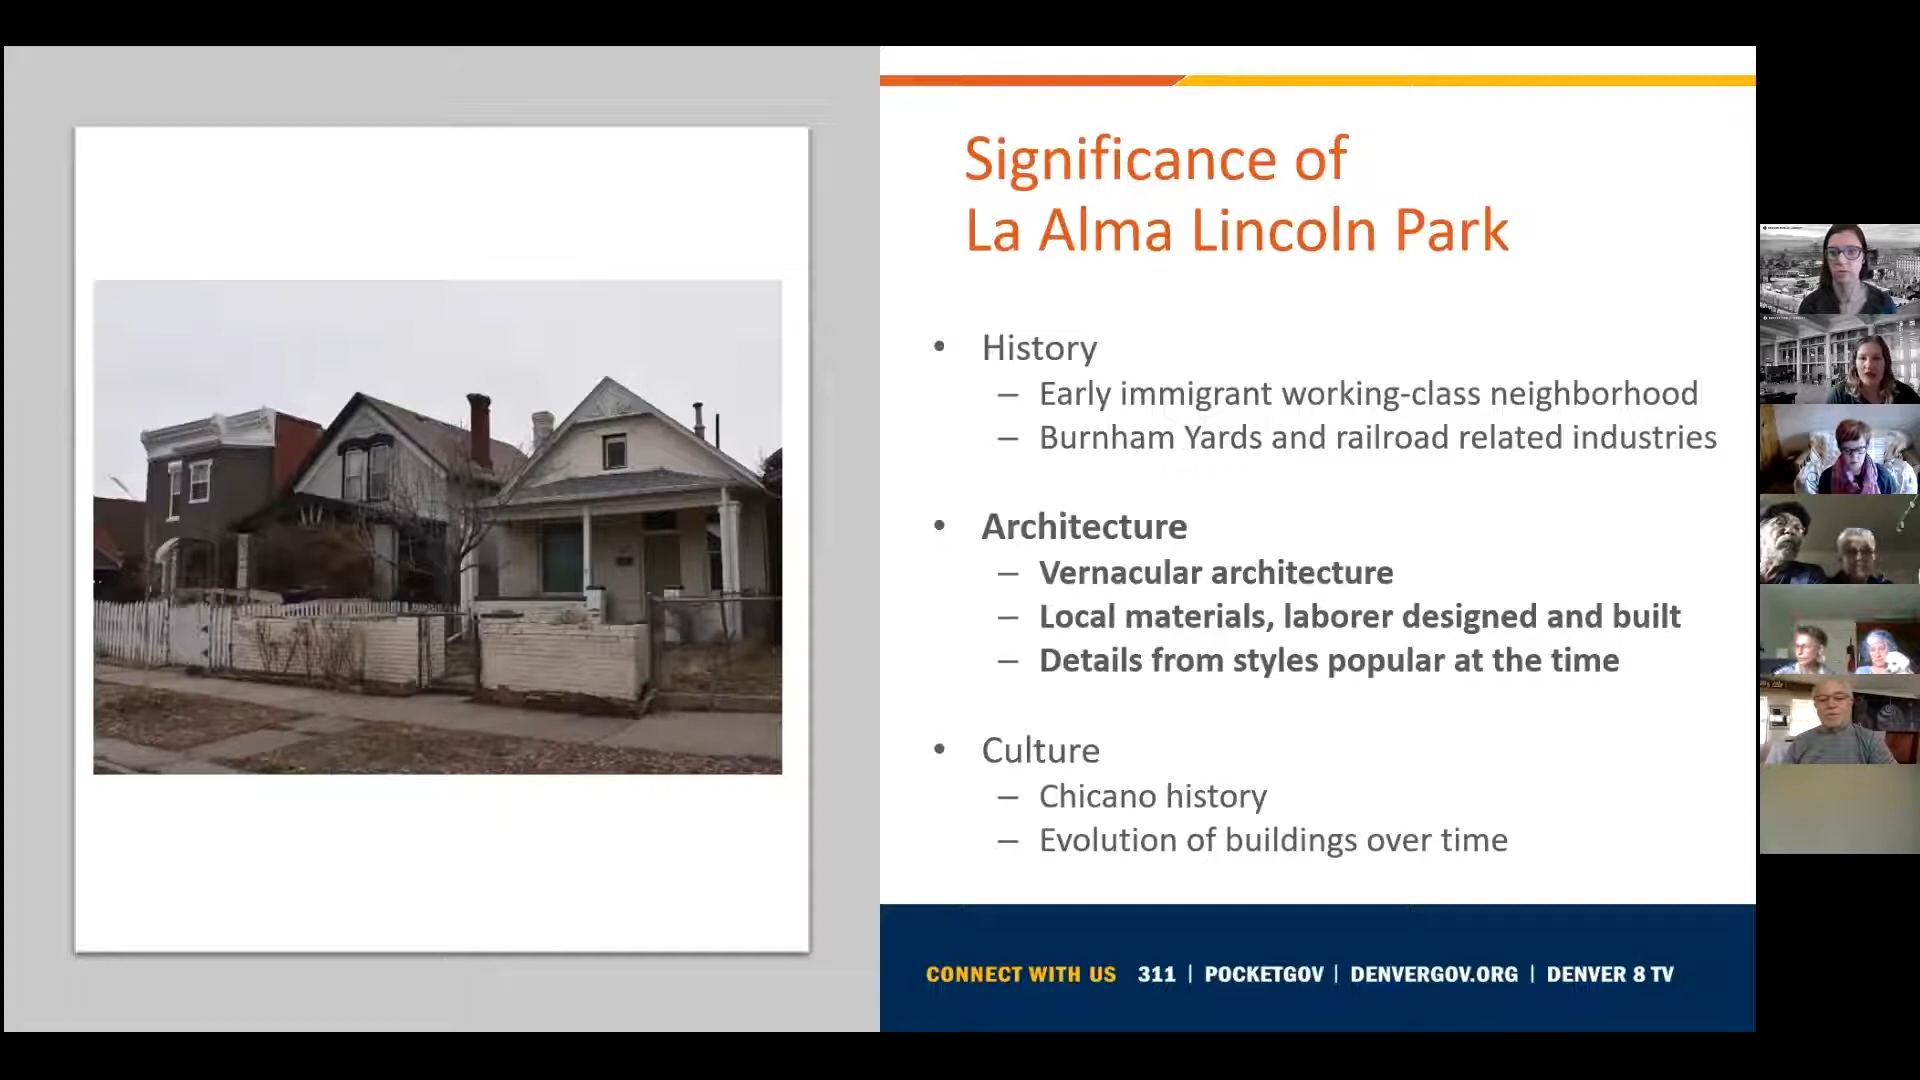 Significance of
La Alma Lincoln Park
• History
– Early immigrant working-class neighborhood
– Burnham Yards and railroad related industries
• Architecture
– Vernacular architecture
– Local materials, laborer designed and built
– Details from styles popular at the time
• Culture
– Chicano history
– Evolution of buildings over time
CONNECT WITH US 311 | POCKETGOV | DENVERGOV.ORG | DENVER 8 TV